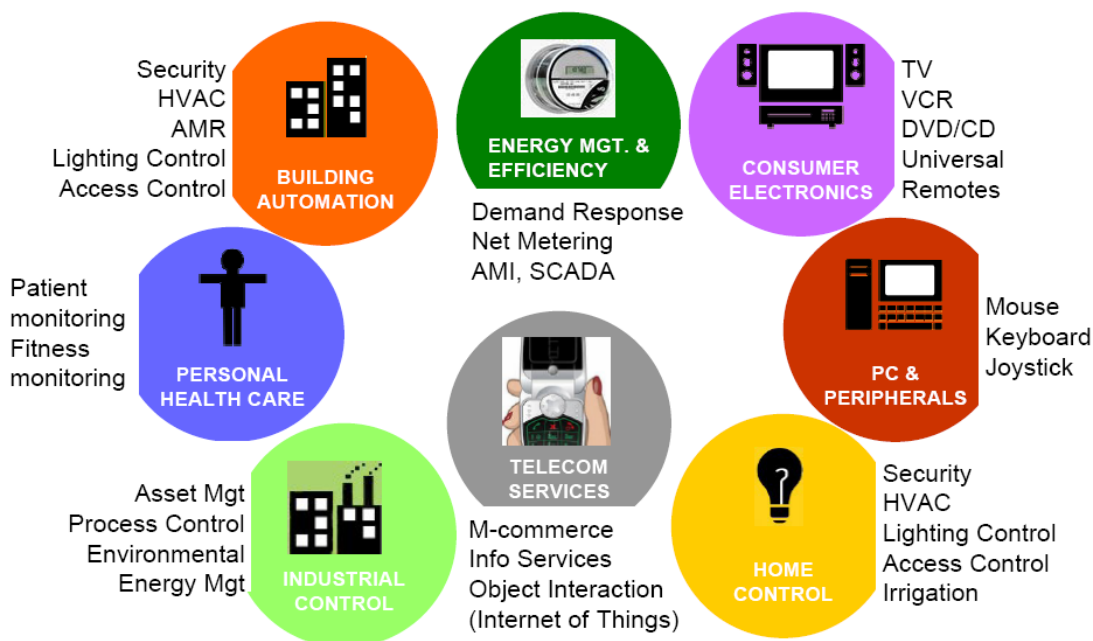 Security
HVAC
AMR
Lighting Control
Access Control
BUILDING
AUTOMATION
ENERGY MGT. &
EFFICIENCY
Demand Response
Net Metering
AMI, SCADA
CONSUMER
ELECTRONICS
TV
VCR
DVD/CD
Universal
Remotes
Patient
monitoring
Fitness
monitoring
PERSONAL
HEALTH CARE
PC &
PERIPHERALS
Mouse
Keyboard
Joystick
Asset Mgt
Process Control
Environmental
Energy Mgt
INDUSTRIAL
CONTROL
TELECOM
SERVICES
M-commerce
Info Services
Object Interaction
(Internet of Things)
?
HOME
CONTROL
Security
HVAC
Lighting Control
Access Control
Irrigation